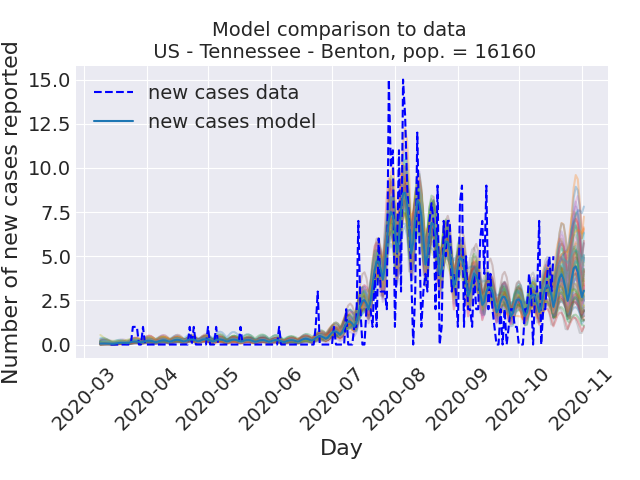 Model comparison to data
US - Tennessee - Benton, pop. = 16160
Number of new cases reported
15.0
12.5
10.0
7.5
5.0
2.5
0.0
new cases data
new cases model
2020-03
2020-04
2020-05
2020-06
2020-07
2020-08
2020-09
2020-10
2020-11
Day